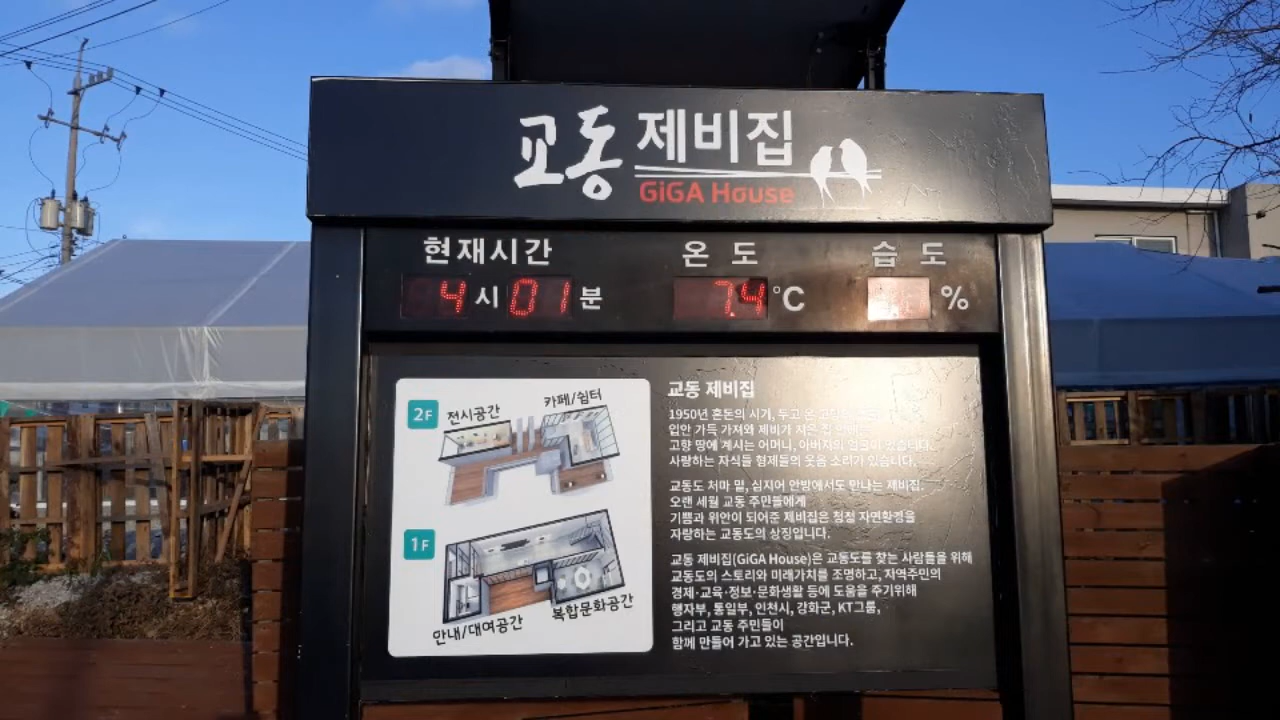 교동 제비집
GiGA House
현재시간 온 도 습 도
4 시 01 분 7.4 °C %
2F 전시공간 카페/쉼터
1F
안내/대여공간 복합문화공간
교동 제비집
1950년 혼돈의 시기, 두고 온
입안 가득 가져와 제비가 지은 집
고향 땅에 계시는 어머니, 아버지의 얼굴이 있습니다.
사랑하는 자식들 형제들의 웃음 소리가 있습니다.
교동도 처마 밑, 심지어 안방에서도 만나는 제비집.
오랜 세월 교동 주민들에게
기쁨과 위안이 되어준 제비집은 청정 자연환경을
자랑하는 교동도의 상징입니다.
교동 제비집(GiGA House)은 교동도를 찾는 사람들을 위해
교동도의 스토리와 미래가치를 조명하고, 지역주민의
경제·교육·정보·문화생활 등에 도움을 주기위해
행자부, 통일부, 인천시, 강화군, KT그룹,
그리고 교동 주민들이
함께 만들어 가고 있는 공간입니다.